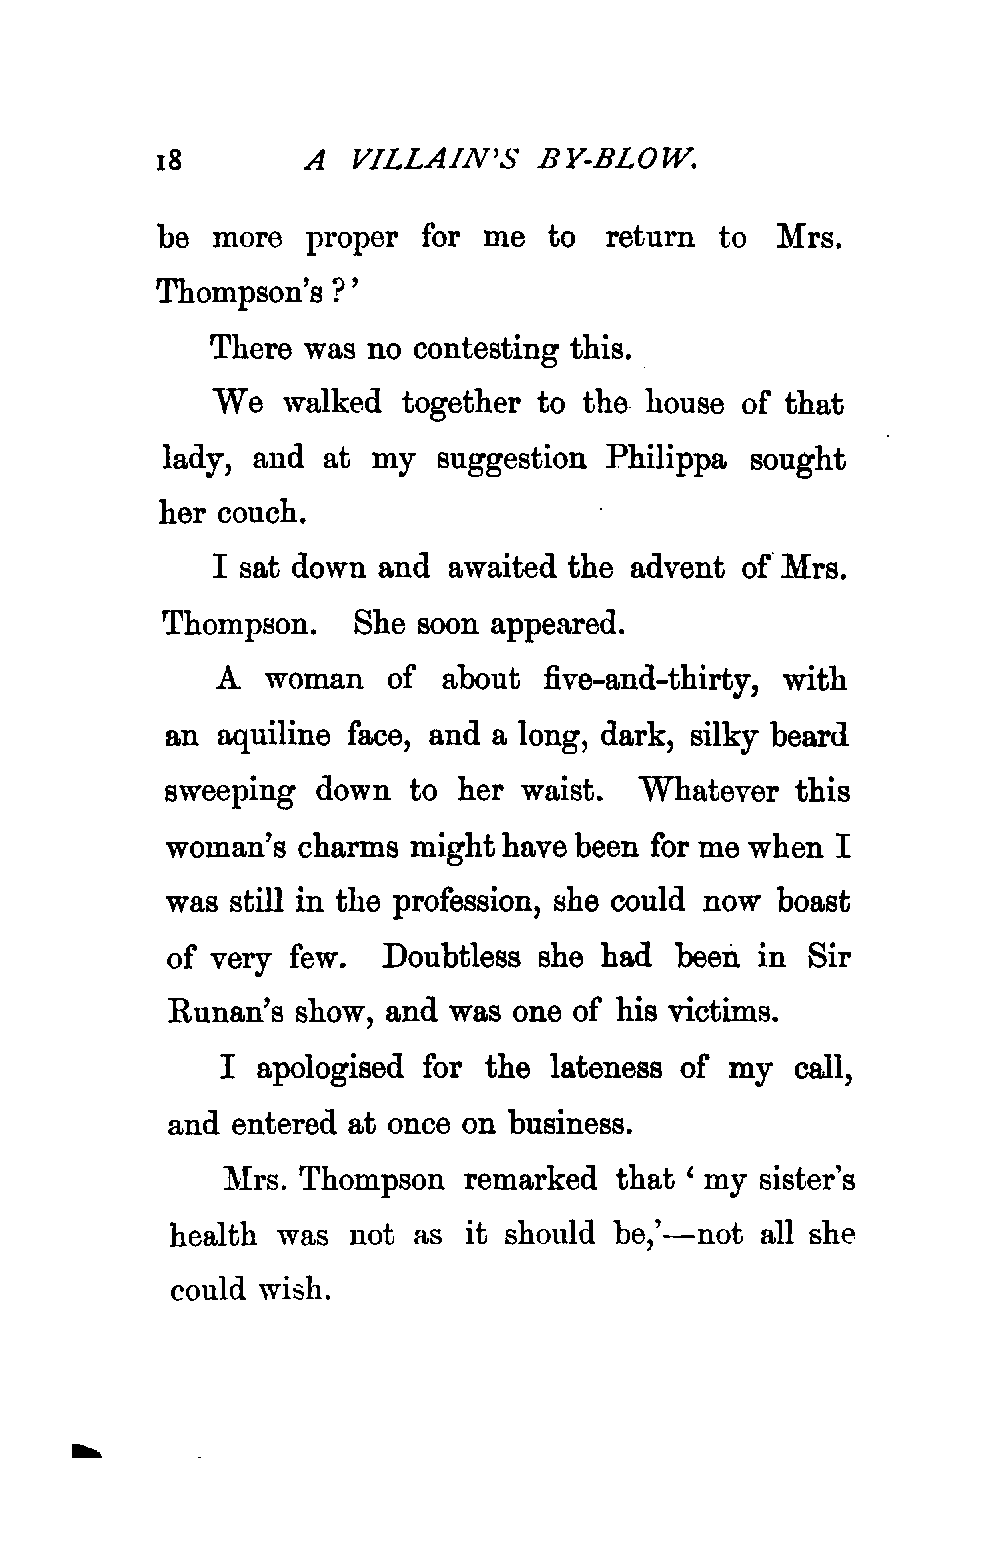 18 A VILLAIN'S BY-BLOW.
be more proper for me to return to Mrs.
Thompson's ?'
There was no contesting this.
We walked together to the house of that
lady, and at my suggestion Philippa sought
her couch.
I sat down and awaited the advent of Mrs.
Thompson. She soon appeared.
A woman of about five-and-thirty, with
an aquiline face, and a long, dark, silky beard
sweeping down to her waist. Whatever this
woman's charms might have been for me when I
was still in the profession, she could now boast
of very few. Doubtless she had been in Sir
Runan's show, and was one of his victims.
I apologised for the lateness of my call,
and entered at once on business.
Mrs. Thompson remarked that ‘ my sister's
health was not as it should be,’—not all she
could wish.